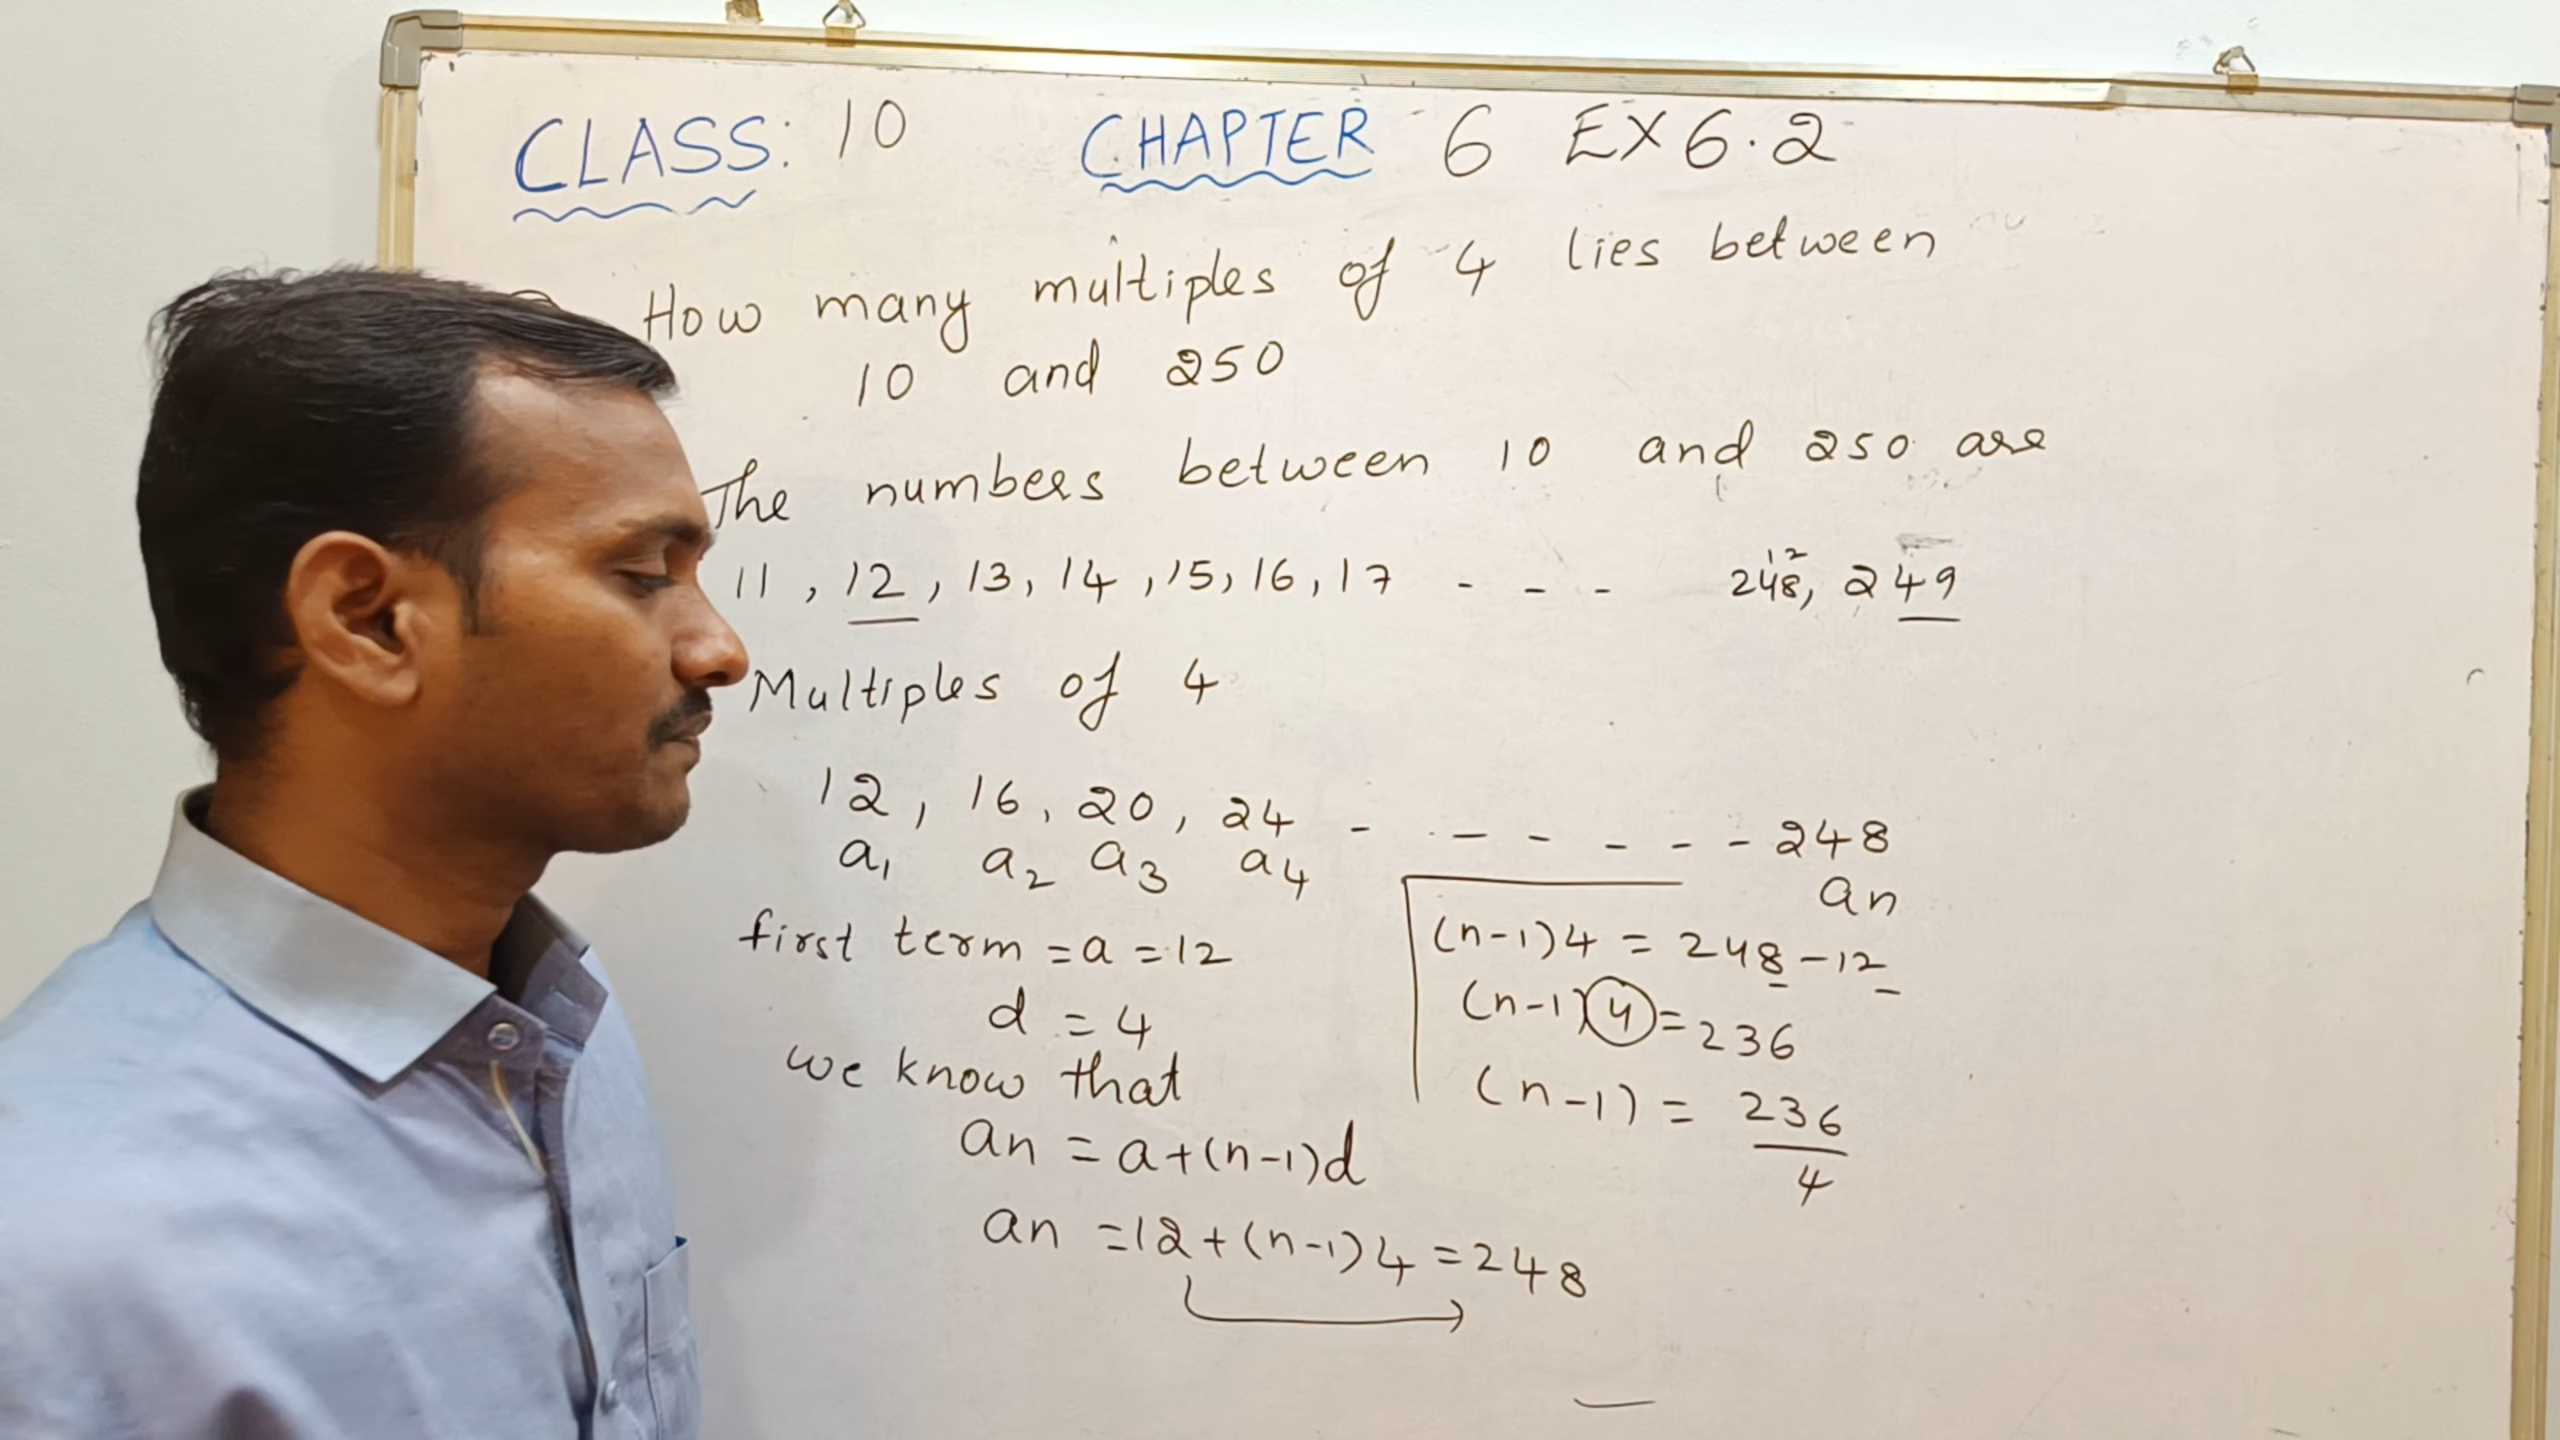 CLASS: 10 CHAPTER 6 EX 6.2
How many multiples of 4 lies between
10 and 250
The numbers between 10 and 250 are
12
11, 12, 13, 14, 15, 16, 17 - - - 248, 249
Multiples of 4
12, 16, 20, 24 - - - - - - 248
a1 a2 a3 a4 an
first term = a = 12
d = 4
we know that
an = a+(n-1)d
an = 12+(n-1)4 = 248
(n-1)4 = 248-12
(n-1)4 = 236
(n-1) = 236
4